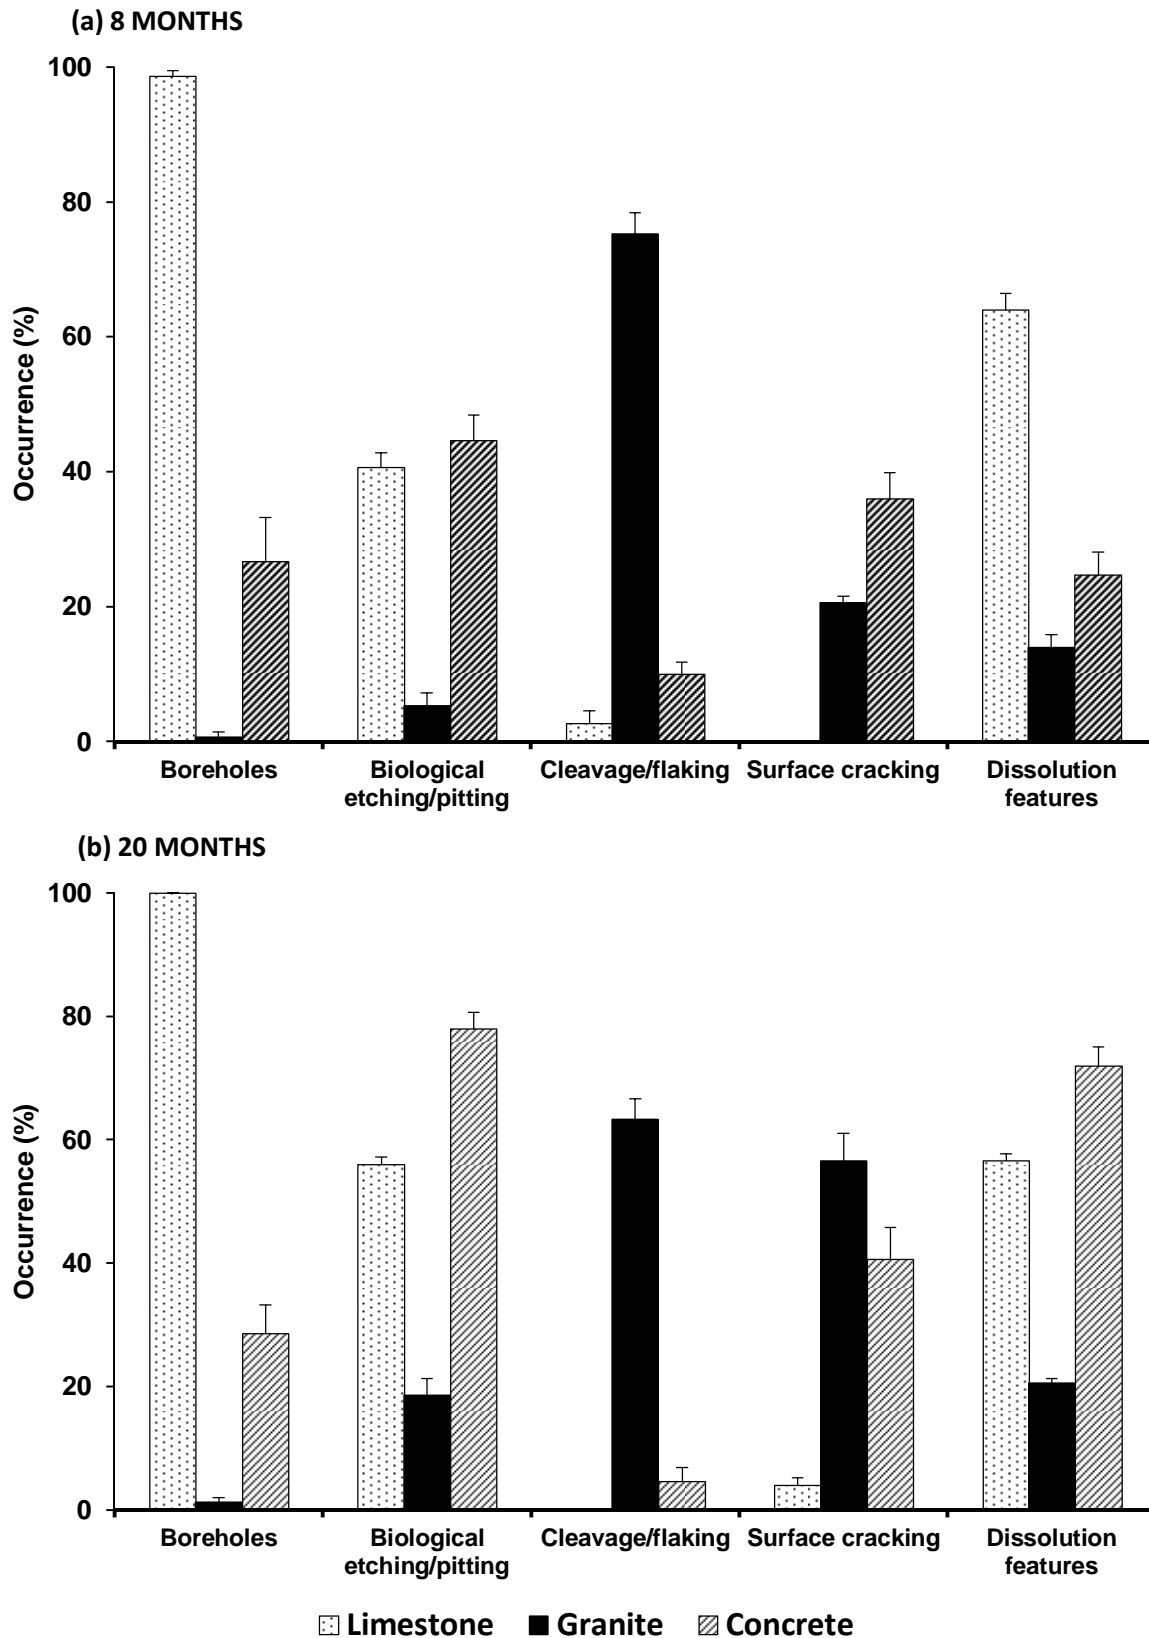 (a) 8 MONTHS
100
80
60
40
20
0
Occurrence (%)
Boreholes
Biological
etching/pitting
Cleavage/flaking
Surface cracking
Dissolution
features
(b) 20 MONTHS
100
80
60
40
20
0
Occurrence (%)
Boreholes
Biological
etching/pitting
Cleavage/flaking
Surface cracking
Dissolution
features
Limestone Granite Concrete